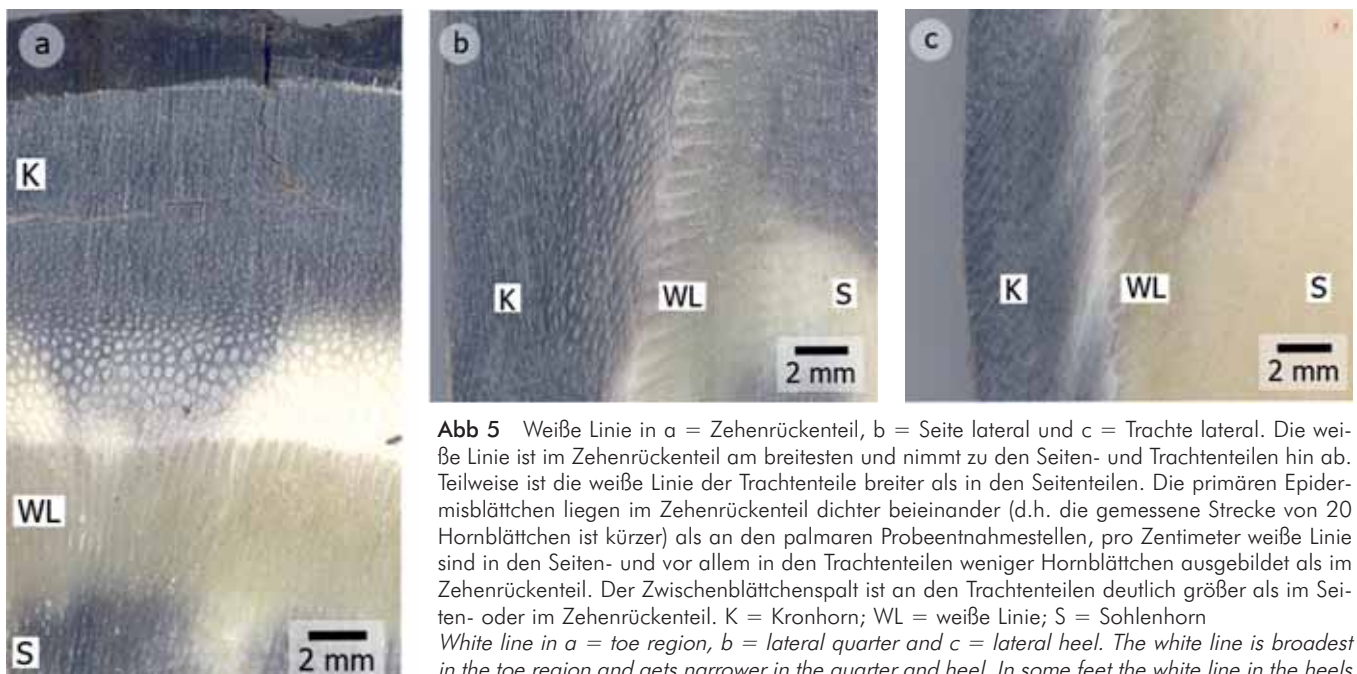 a
K
WL
S
2 mm
b
K
WL
S
2 mm
c
K
WL
S
2 mm
Abb 5 Weiße Linie in a = Zehenrückenteil, b = Seite lateral und c = Trachte lateral. Die wei-
ße Linie ist im Zehenrückenteil am breitesten und nimmt zu den Seiten- und Trachtenteilen hin ab.
Teilweise ist die weiße Linie der Trachtenteile breiter als in den Seitenteilen. Die primären Epider-
misblättchen liegen im Zehenrückenteil dichter beieinander (d.h. die gemessene Strecke von 20
Hornblättchen ist kürzer) als an den palmaren Probeentnahmestellen, pro Zentimeter weiße Linie
sind in den Seiten- und vor allem in den Trachtenteilen weniger Hornblättchen ausgebildet als im
Zehenrückenteil. Der Zwischenblättchenspalt ist an den Trachtenteilen deutlich größer als im Sei-
ten- oder im Zehenrückenteil. K = Kronhorn; WL = weiße Linie; S = Sohlenhorn
White line in a = toe region, b = lateral quarter and c = lateral heel. The white line is broadest
in the toe region and gets narrower in the quarter and heel. In some feet the white line in the heels